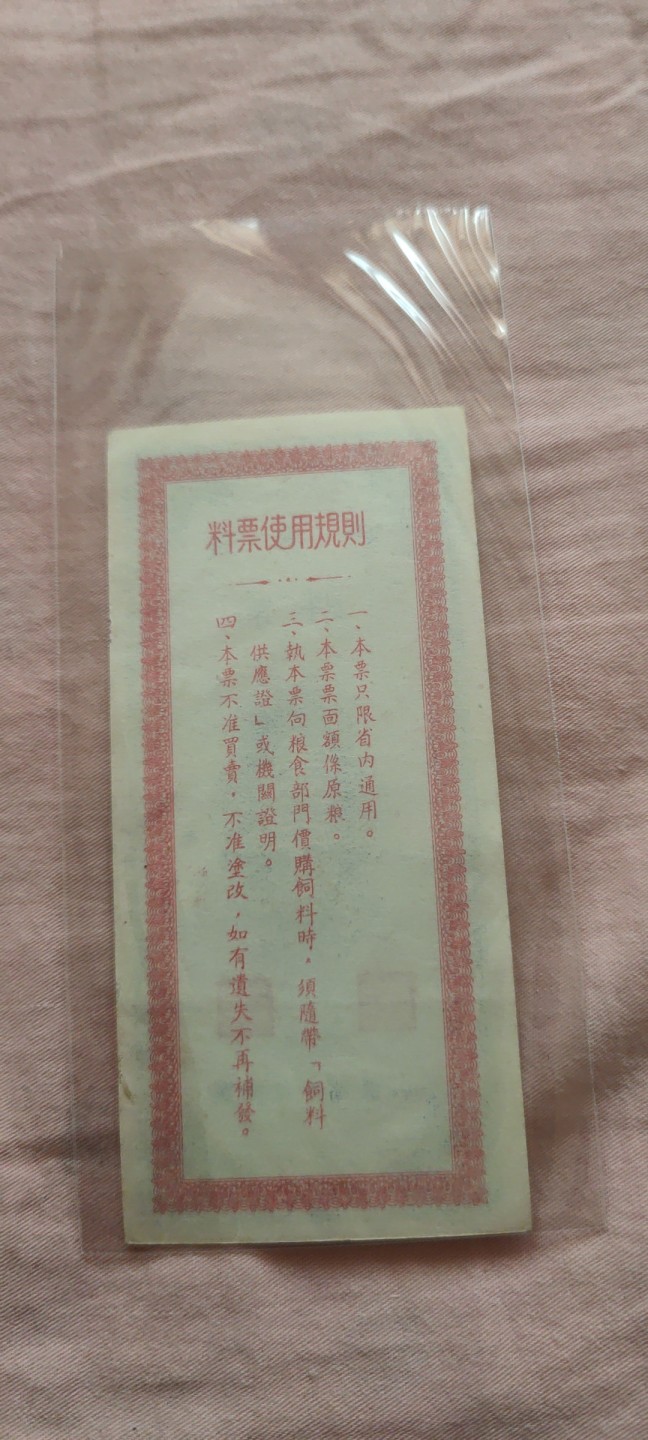 料票使用規則
一、本票只限省内通用。
二、本票票面額係原粮。
三、執本票向粮食部門價購飼料時，須隨帶「飼料
供應證」或機關證明。
四、本票不准買賣，不准塗改，如有遺失不再補發。